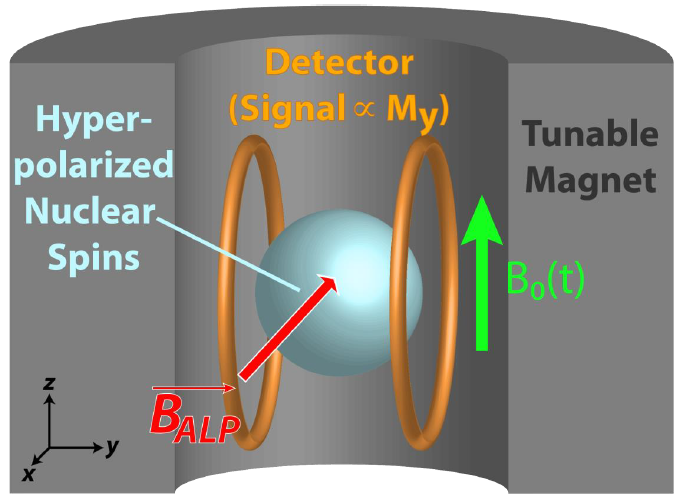 Detector
(Signal ∝ My)
Hyper-
polarized
Nuclear
Spins
Tunable
Magnet
B0(t)
BALP
z
y
x